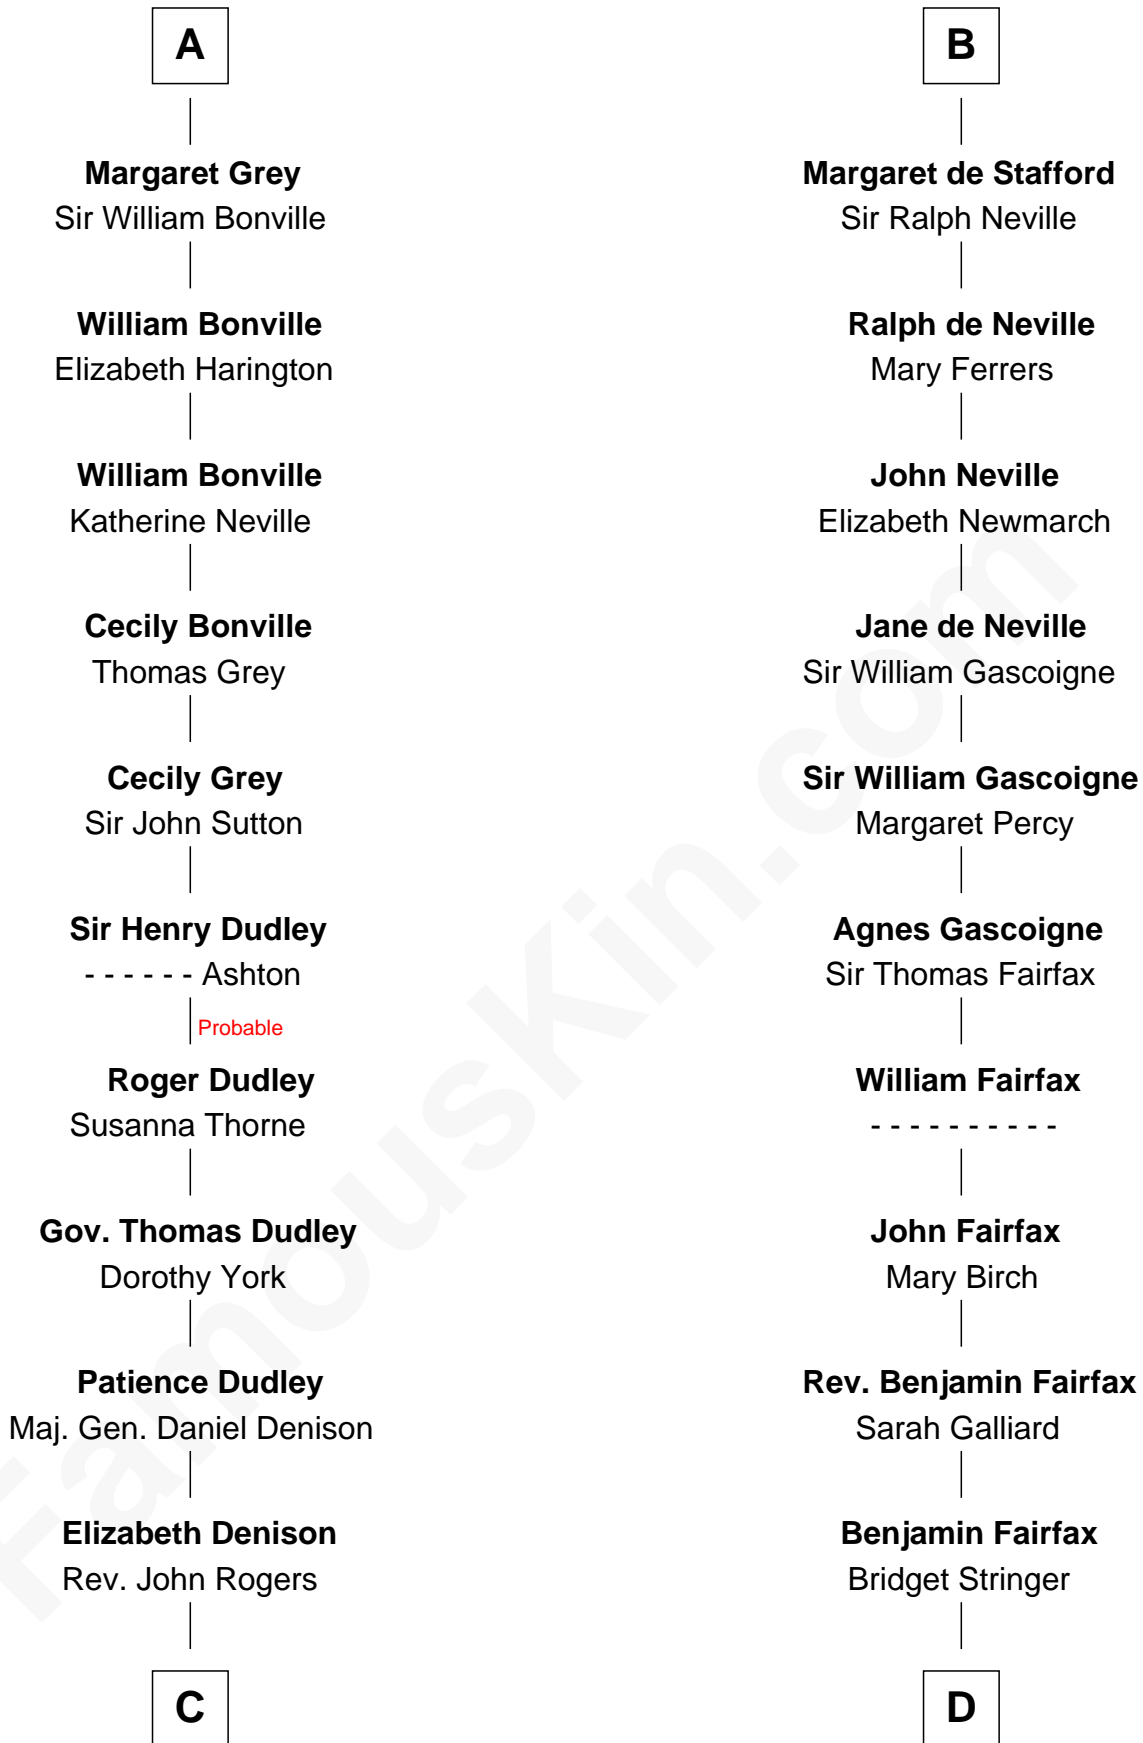 A
Margaret Grey
Sir William Bonville
William Bonville
Elizabeth Harington
William Bonville
Katherine Neville
Cecily Bonville
Thomas Grey
Cecily Grey
Sir John Sutton
Sir Henry Dudley
- - - - - - Ashton
Probable
Roger Dudley
Susanna Thorne
Gov. Thomas Dudley
Dorothy York
Patience Dudley
Maj. Gen. Daniel Denison
Elizabeth Denison
Rev. John Rogers
C
B
Margaret de Stafford
Sir Ralph Neville
Ralph de Neville
Mary Ferrers
John Neville
Elizabeth Newmarch
Jane de Neville
Sir William Gascoigne
Sir William Gascoigne
Margaret Percy
Agnes Gascoigne
Sir Thomas Fairfax
William Fairfax
- - - - - - - - - -
John Fairfax
Mary Birch
Rev. Benjamin Fairfax
Sarah Galliard
Benjamin Fairfax
Bridget Stringer
D
FamousKin.com